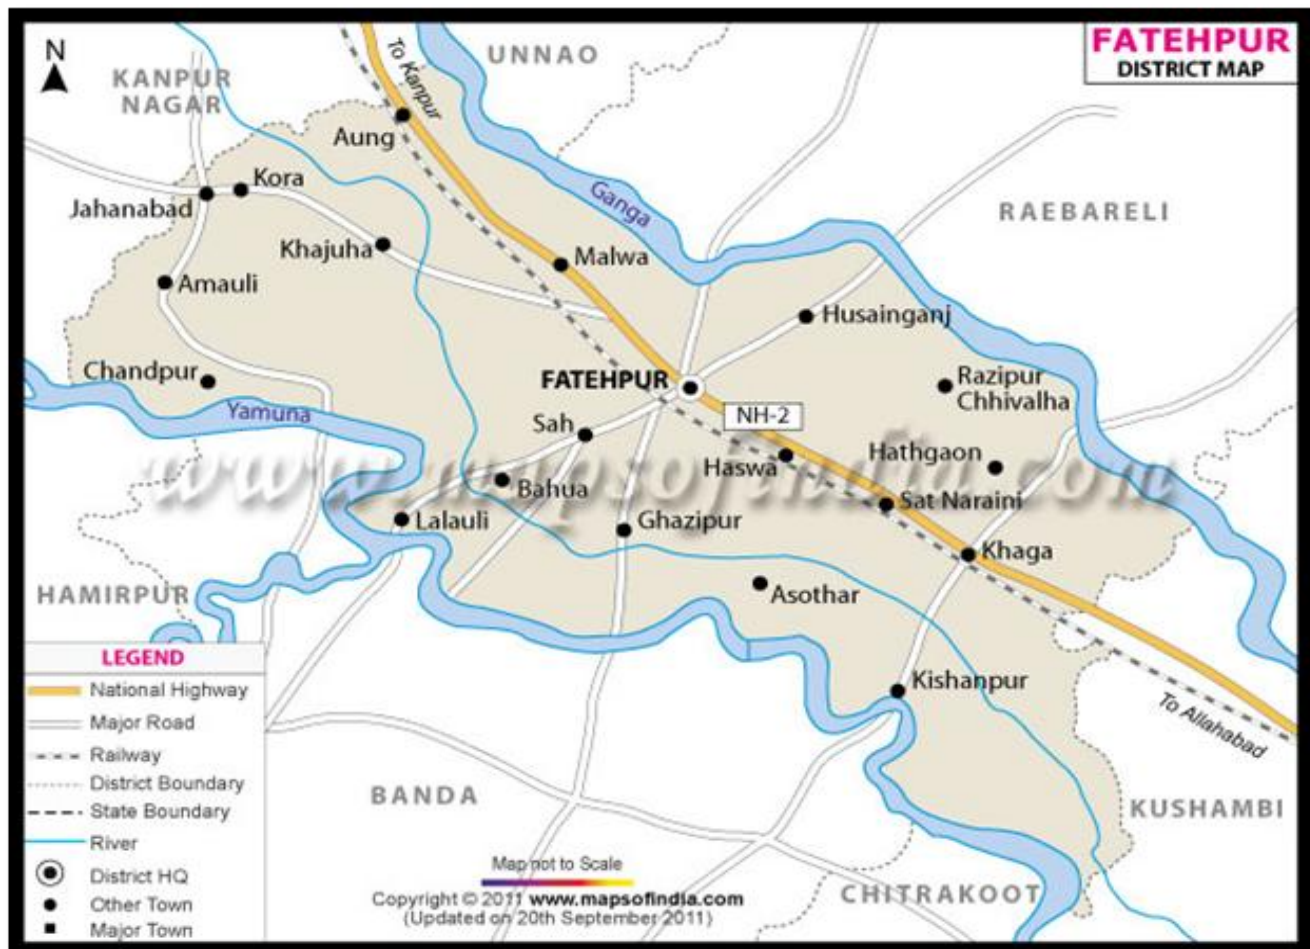 FATEHPUR
DISTRICT MAP
N
UNNAO
To Kanpur
KANPUR
NAGAR
Aung
Kora
Jahanabad
Ganga
RAEBARELI
Khajuha
Malwa
Amauli
Husainganj
Chandpur
FATEHPUR
Razipur
Chhivalha
Yamuna
NH-2
Sah
Haswa
Hathgaon
www.mapsofindia.com
Bahua
Sat Naraini
Lalauli
Ghazipur
Khaga
HAMIRPUR
Asothar
Kishanpur
To Allahabad
BANDA
KUSHAMBI
CHITRAKOOT
LEGEND
National Highway
Major Road
Railway
District Boundary
State Boundary
River
District HQ
Other Town
Major Town
Map not to Scale
Copyright © 2011 www.mapsofindia.com
(Updated on 20th September 2011)